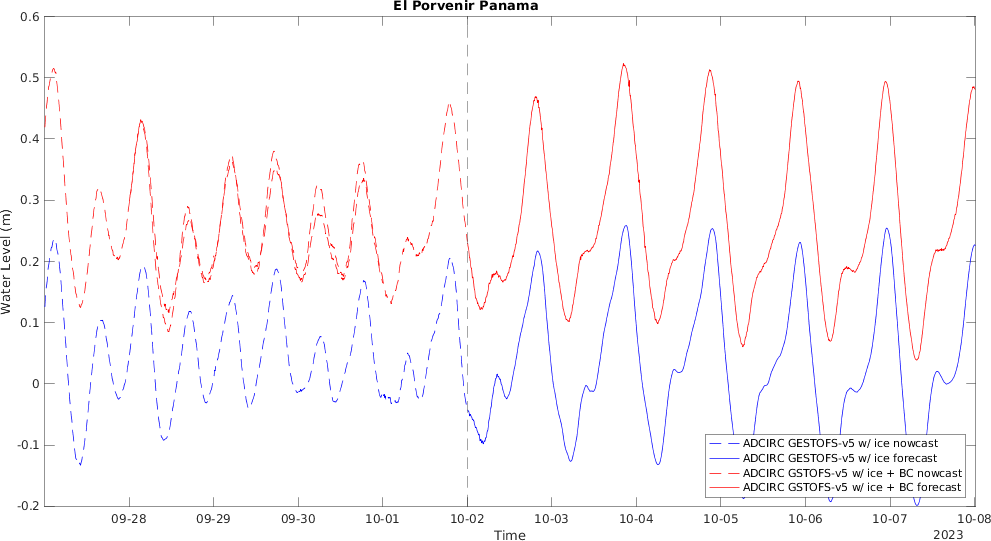 El Porvenir Panama
Water Level (m)
0.6
0.5
0.4
0.3
0.2
0.1
0
-0.1
-0.2
ADCIRC GESTOFS-v5 w/ ice nowcast
ADCIRC GESTOFS-v5 w/ ice forecast
ADCIRC GSTOFS-v5 w/ ice + BC nowcast
ADCIRC GSTOFS-v5 w/ ice + BC forecast
09-28 09-29 09-30 10-01 10-02 10-03 10-04 10-05 10-06 10-07 10-08
Time
2023